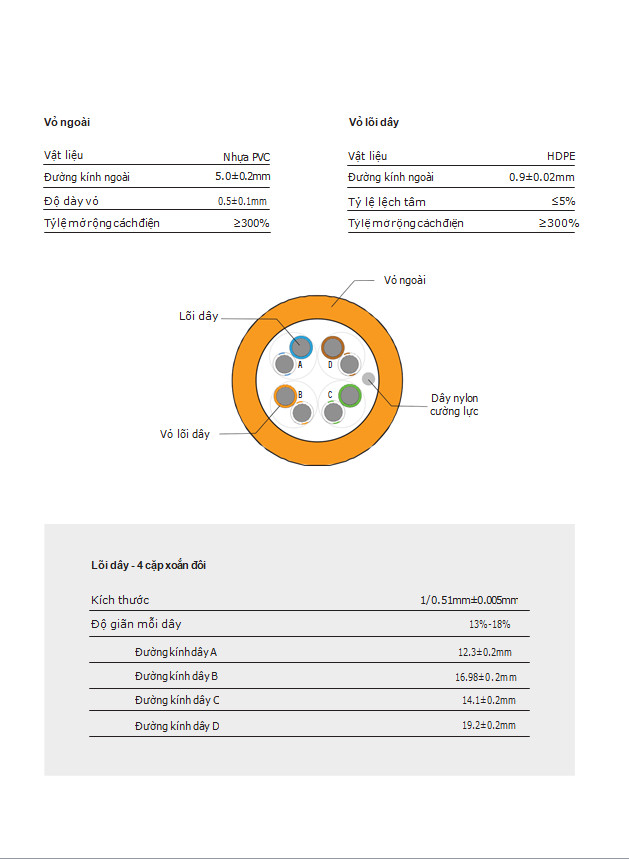 Vỏ ngoài
Vật liệu Nhựa PVC
Đường kính ngoài 5.0±0.2mm
Độ dày vỏ 0.5±0.1mm
Tỷ lệ mở rộng cách điện ≥300%
Vỏ lõi dây
Vật liệu HDPE
Đường kính ngoài 0.9±0.02mm
Tỷ lệ lệch tâm ≤5%
Tỷ lệ mở rộng cách điện ≥300%
Vỏ ngoài
Lõi dây
A
D
B
C
Dây nylon
cường lực
Vỏ lõi dây
Lõi dây - 4 cặp xoắn đôi
Kích thước 1/0.51mm±0.005mm
Độ giãn mỗi dây 13%-18%
Đường kính dây A 12.3±0.2mm
Đường kính dây B 16.98±0.2mm
Đường kính dây C 14.1±0.2mm
Đường kính dây D 19.2±0.2mm